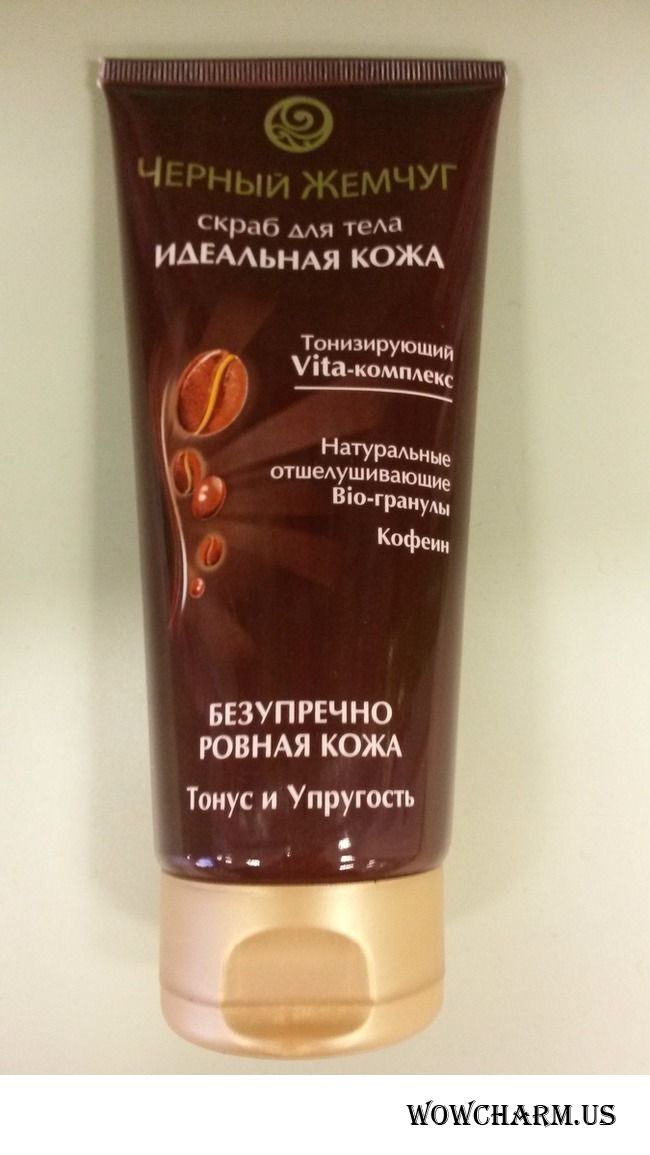 ЧЕРНЫЙ ЖЕМЧУГ
скраб для тела
ИДЕАЛЬНАЯ КОЖА
Тонизирующий
Vita-комплекс
Натуральные
отшелушивающие
Bio-гранулы
Кофеин
БЕЗУПРЕЧНО
РОВНАЯ КОЖА
Тонус и Упругость
WOWCHARM.US